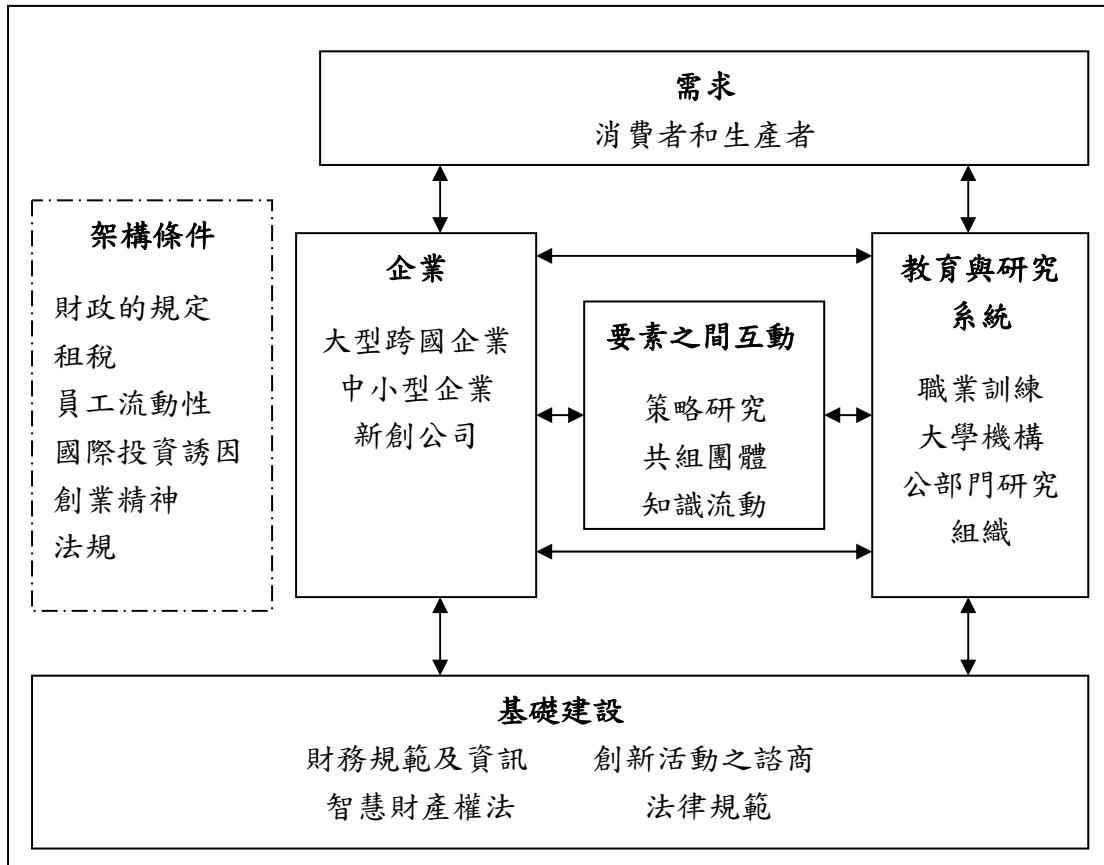 需求
消費者和生產者
架構條件
財政的規定
租稅
員工流動性
國際投資誘因
創業精神
法規
企業
大型跨國企業
中小型企業
新創公司
要素之間互動
策略研究
共組團體
知識流動
教育與研究
系統
職業訓練
大學機構
公部門研究
組織
基礎建設
財務規範及資訊 創新活動之諮商
智慧財產權法 法律規範